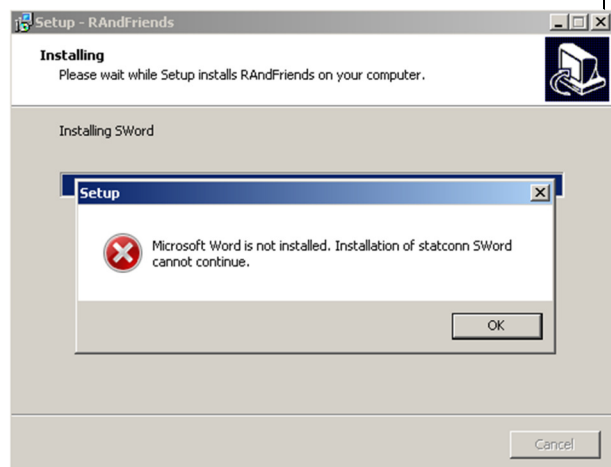 Setup - RAndFriends
Installing
Please wait while Setup installs RAndFriends on your computer.
Installing SWord
Setup
Microsoft Word is not installed. Installation of statconn SWord
cannot continue.
OK
Cancel